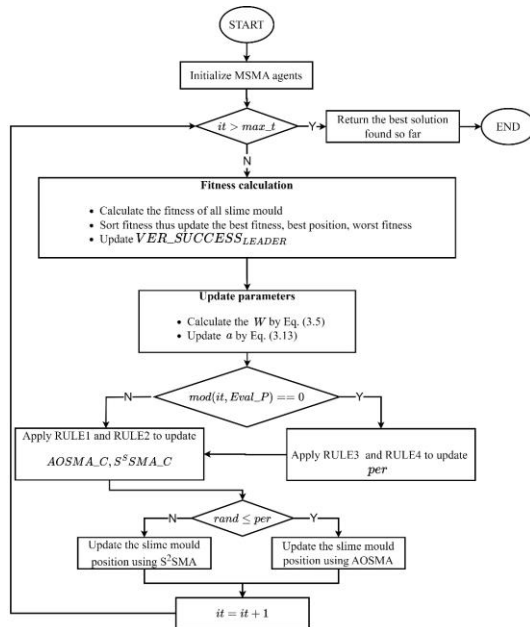 START
Initialize MSMA agents
it > max_t
Y
Return the best solution
found so far
END
N
Fitness calculation
• Calculate the fitness of all slime mould
• Sort fitness thus update the best fitness, best position, worst fitness
• Update VER_SUCCESS_LEADER
Update parameters
• Calculate the W by Eq. (3.5)
• Update a by Eq. (3.13)
N
mod(it, Eval_P) == 0
Y
Apply RULE1 and RULE2 to update
AOSMA_C, S^SSMA_C
Apply RULE3 and RULE4 to update
per
N
rand ≤ per
Y
Update the slime mould
position using S²SMA
Update the slime mould
position using AOSMA
it = it + 1